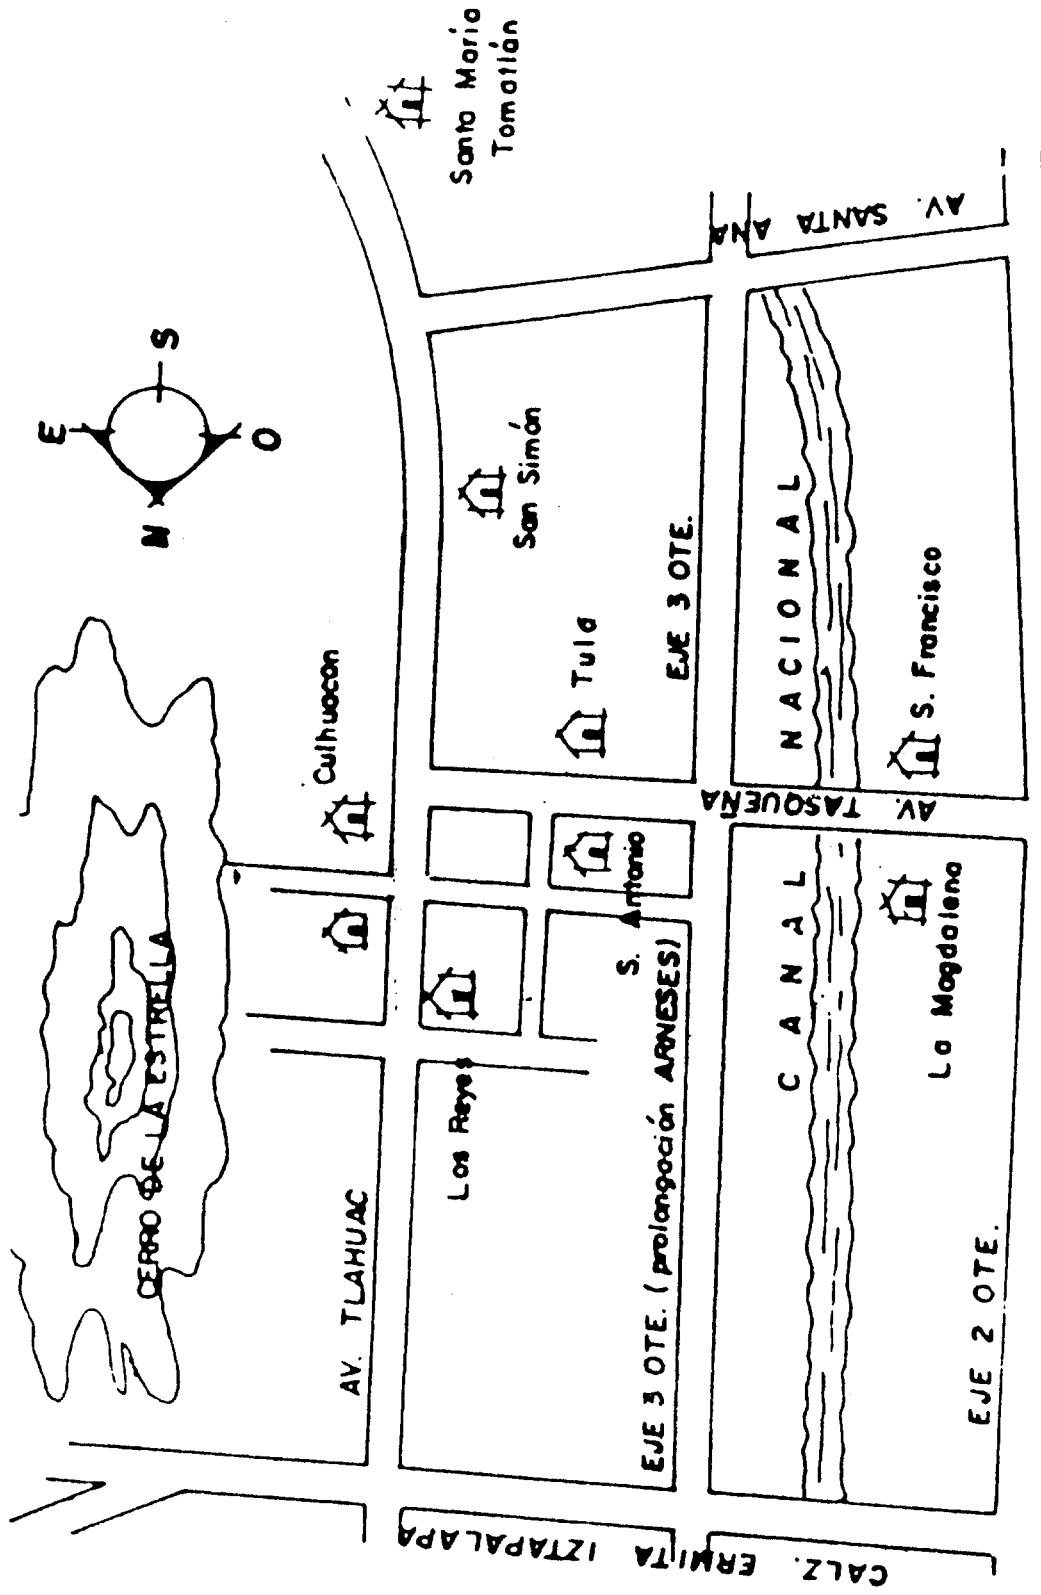 CERRO DE LA ESTRELLA
E
N
S
O
AV. TLAHUAC
Culhuacan
Santa María
Tomatlán
Los Reyes
San Simón
S. Antonio
Tula
EJE 3 OTE. (prolongación ARNESES)
EJE 3 OTE.
CALZ. ERMITA IZTAPALAPA
AV. TASQUEÑA
AV. SANTA ANA
CANAL NACIONAL
La Magdalena
S. Francisco
EJE 2 OTE.